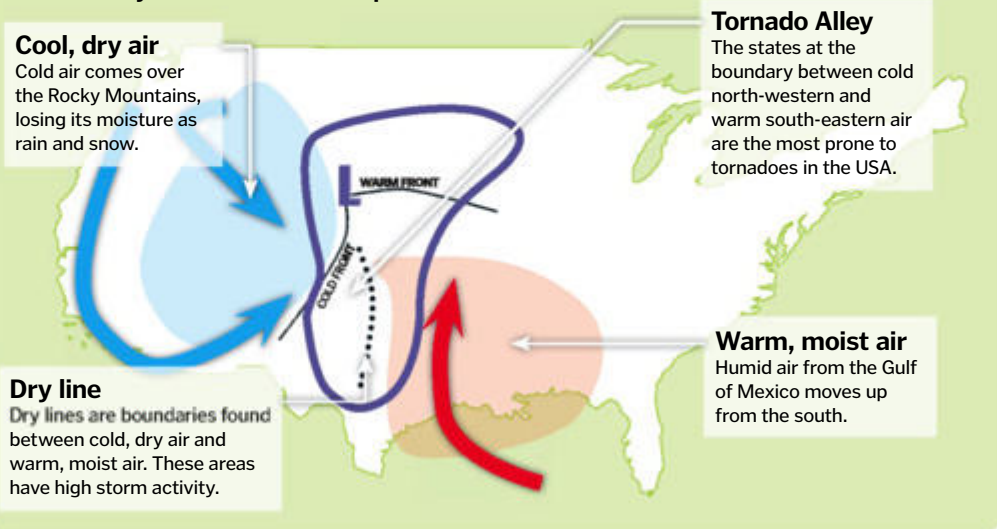 Cool, dry air
Cold air comes over
the Rocky Mountains,
losing its moisture as
rain and snow.
Tornado Alley
The states at the
boundary between cold
north-western and
warm south-eastern air
are the most prone to
tornadoes in the USA.
L
WARM FRONT
COLD FRONT
Warm, moist air
Humid air from the Gulf
of Mexico moves up
from the south.
Dry line
Dry lines are boundaries found
between cold, dry air and
warm, moist air. These areas
have high storm activity.